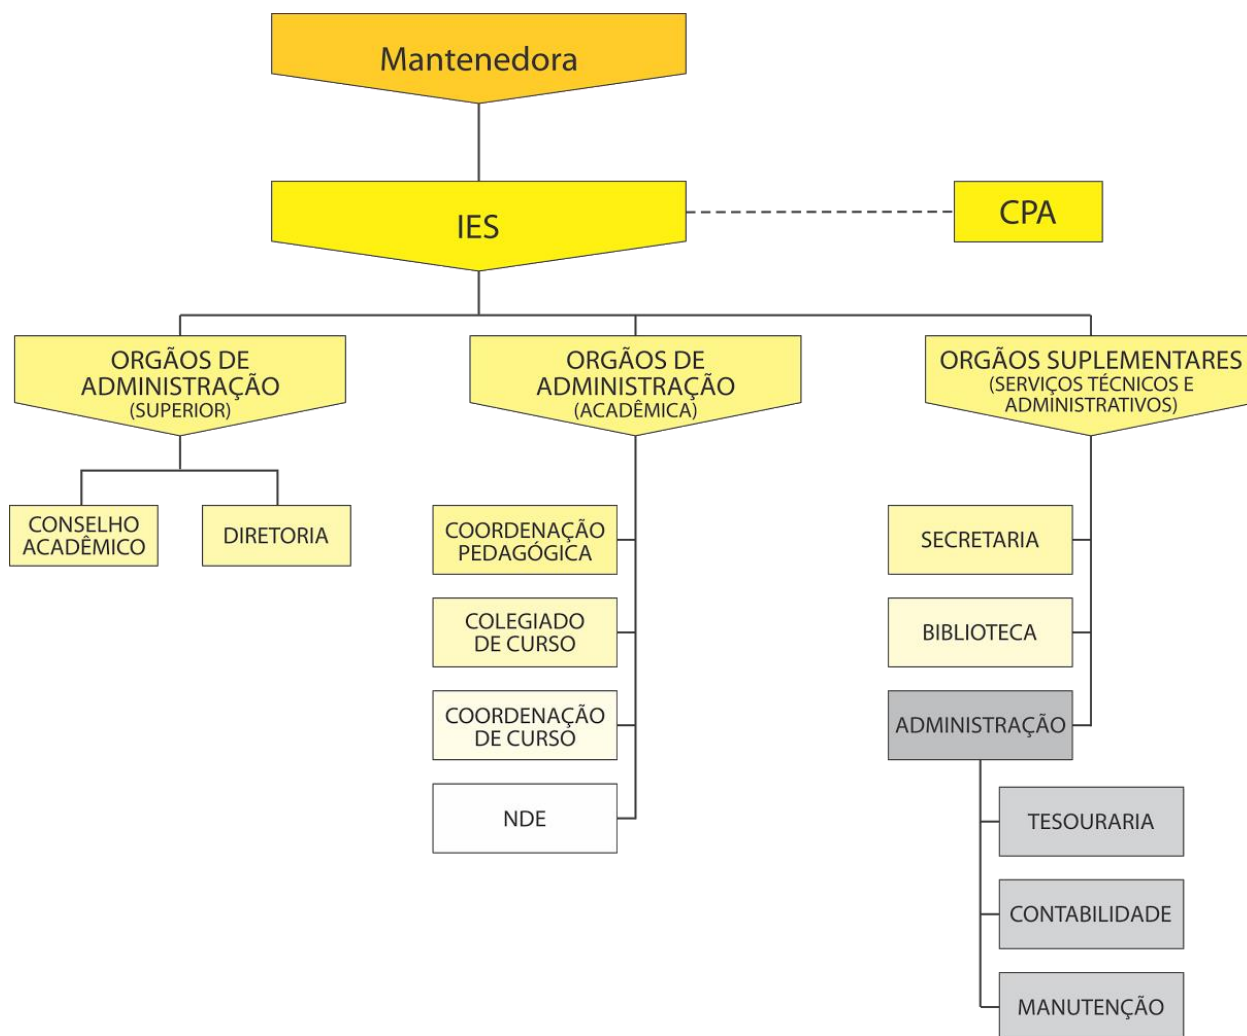 Mantenedora
IES
CPA
ORGÃOS DE
ADMINISTRAÇÃO
(SUPERIOR)
CONSELHO
ACADÊMICO
DIRETORIA
ORGÃOS DE
ADMINISTRAÇÃO
(ACADÊMICA)
COORDENAÇÃO
PEDAGÓGICA
COLEGIADO
DE CURSO
COORDENAÇÃO
DE CURSO
NDE
ORGÃOS SUPLEMENTARES
(SERVIÇOS TÉCNICOS E
ADMINISTRATIVOS)
SECRETARIA
BIBLIOTECA
ADMINISTRAÇÃO
TESOURARIA
CONTABILIDADE
MANUTENÇÃO